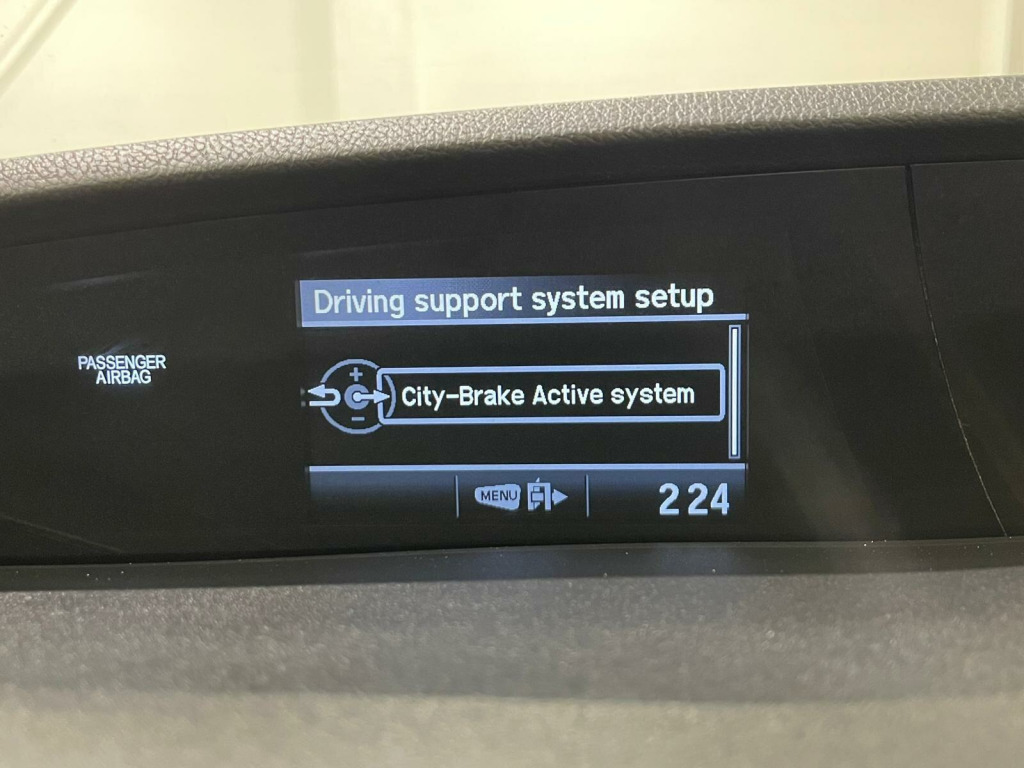 Driving support system setup
PASSENGER
AIRBAG
+
City-Brake Active system
−
MENU
2 24